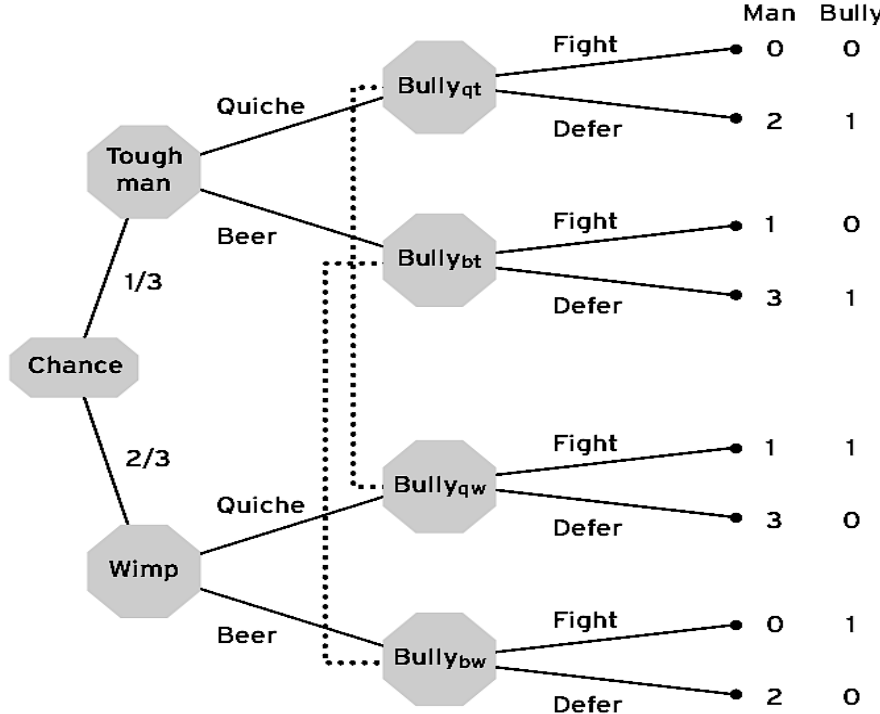 Man Bully
Fight 0 0
Bullyqt
Quiche
Defer 2 1
Tough
man
Fight 1 0
Beer
Bullybt
1/3
Defer 3 1
Chance
Fight 1 1
2/3
Bullyqw
Quiche
Defer 3 0
Wimp
Fight 0 1
Beer
Bullybw
Defer 2 0